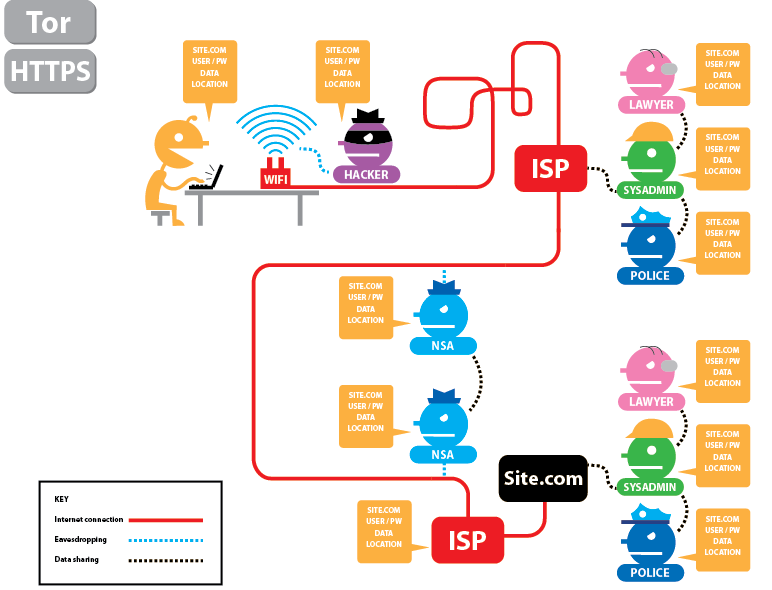 Tor
HTTPS
SITE.COM
USER / PW
DATA
LOCATION
SITE.COM
USER / PW
DATA
LOCATION
WIFI
HACKER
ISP
SITE.COM
USER / PW
DATA
LOCATION
LAWYER
SITE.COM
USER / PW
DATA
LOCATION
SYSADMIN
SITE.COM
USER / PW
DATA
LOCATION
POLICE
SITE.COM
USER / PW
DATA
LOCATION
NSA
SITE.COM
USER / PW
DATA
LOCATION
NSA
SITE.COM
USER / PW
DATA
LOCATION
LAWYER
SITE.COM
USER / PW
DATA
LOCATION
SYSADMIN
SITE.COM
USER / PW
DATA
LOCATION
POLICE
Site.com
SITE.COM
USER / PW
DATA
LOCATION
ISP
KEY
Internet connection
Eavesdropping
Data sharing